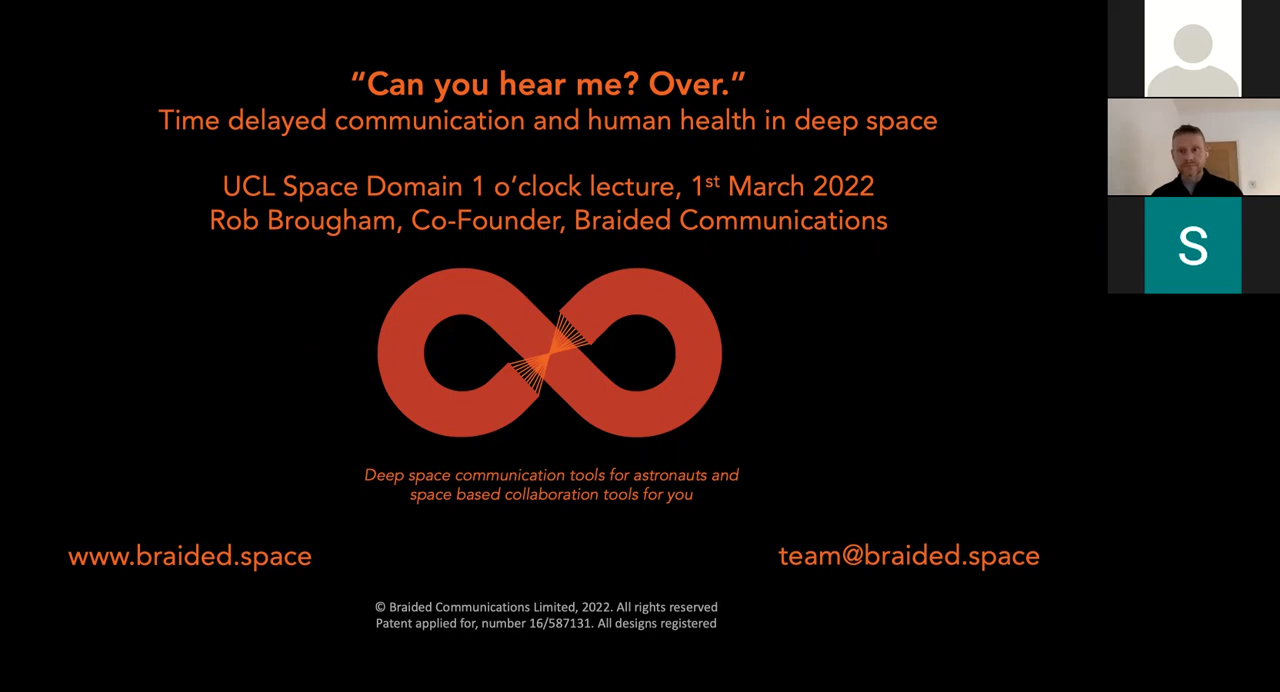 “Can you hear me? Over.”
Time delayed communication and human health in deep space
UCL Space Domain 1 o’clock lecture, 1st March 2022
Rob Brougham, Co-Founder, Braided Communications
S
Deep space communication tools for astronauts and
space based collaboration tools for you
www.braided.space
team@braided.space
© Braided Communications Limited, 2022. All rights reserved
Patent applied for, number 16/587131. All designs registered